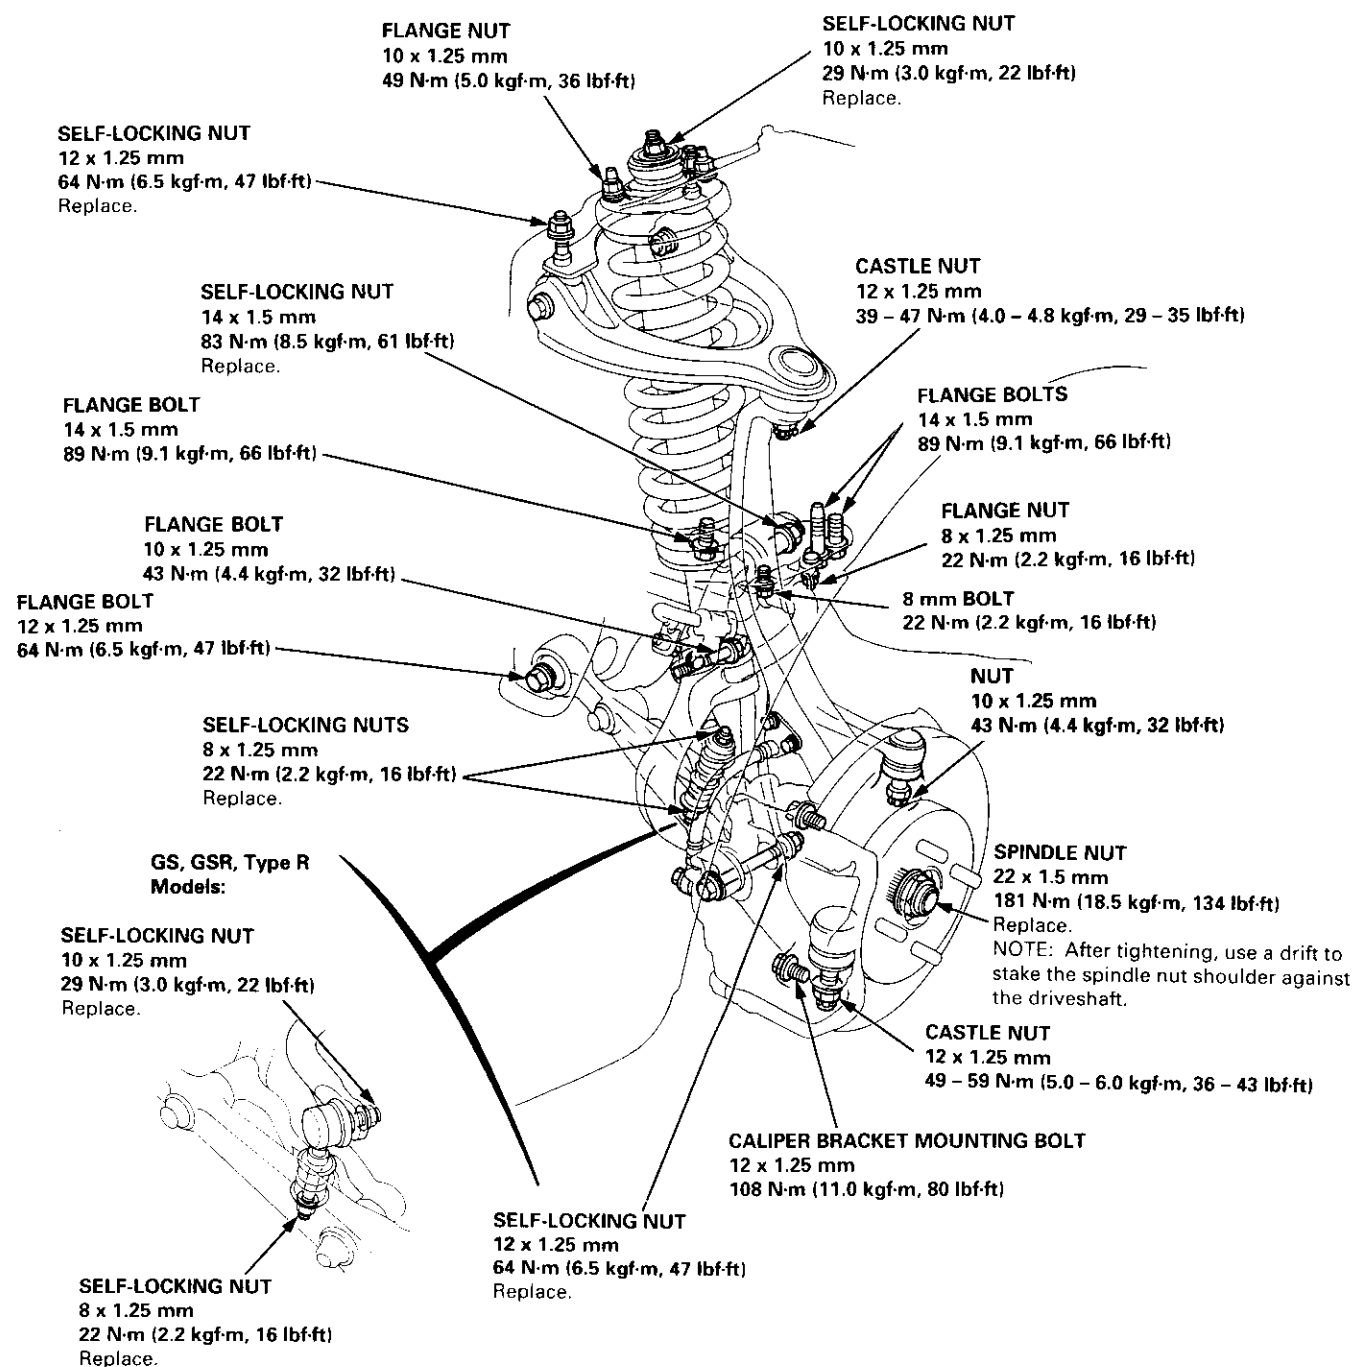 FLANGE NUT
10 x 1.25 mm
49 N·m (5.0 kgf·m, 36 lbf·ft)
SELF-LOCKING NUT
10 x 1.25 mm
29 N·m (3.0 kgf·m, 22 lbf·ft)
Replace.
SELF-LOCKING NUT
12 x 1.25 mm
64 N·m (6.5 kgf·m, 47 lbf·ft)
Replace.
SELF-LOCKING NUT
14 x 1.5 mm
83 N·m (8.5 kgf·m, 61 lbf·ft)
Replace.
CASTLE NUT
12 x 1.25 mm
39 – 47 N·m (4.0 – 4.8 kgf·m, 29 – 35 lbf·ft)
FLANGE BOLT
14 x 1.5 mm
89 N·m (9.1 kgf·m, 66 lbf·ft)
FLANGE BOLTS
14 x 1.5 mm
89 N·m (9.1 kgf·m, 66 lbf·ft)
FLANGE BOLT
10 x 1.25 mm
43 N·m (4.4 kgf·m, 32 lbf·ft)
FLANGE NUT
8 x 1.25 mm
22 N·m (2.2 kgf·m, 16 lbf·ft)
8 mm BOLT
22 N·m (2.2 kgf·m, 16 lbf·ft)
FLANGE BOLT
12 x 1.25 mm
64 N·m (6.5 kgf·m, 47 lbf·ft)
NUT
10 x 1.25 mm
43 N·m (4.4 kgf·m, 32 lbf·ft)
SELF-LOCKING NUTS
8 x 1.25 mm
22 N·m (2.2 kgf·m, 16 lbf·ft)
Replace.
GS, GSR, Type R
Models:
SPINDLE NUT
22 x 1.5 mm
181 N·m (18.5 kgf·m, 134 lbf·ft)
Replace.
NOTE: After tightening, use a drift to
stake the spindle nut shoulder against
the driveshaft.
SELF-LOCKING NUT
10 x 1.25 mm
29 N·m (3.0 kgf·m, 22 lbf·ft)
Replace.
CASTLE NUT
12 x 1.25 mm
49 – 59 N·m (5.0 – 6.0 kgf·m, 36 – 43 lbf·ft)
CALIPER BRACKET MOUNTING BOLT
12 x 1.25 mm
108 N·m (11.0 kgf·m, 80 lbf·ft)
SELF-LOCKING NUT
12 x 1.25 mm
64 N·m (6.5 kgf·m, 47 lbf·ft)
Replace.
SELF-LOCKING NUT
8 x 1.25 mm
22 N·m (2.2 kgf·m, 16 lbf·ft)
Replace.